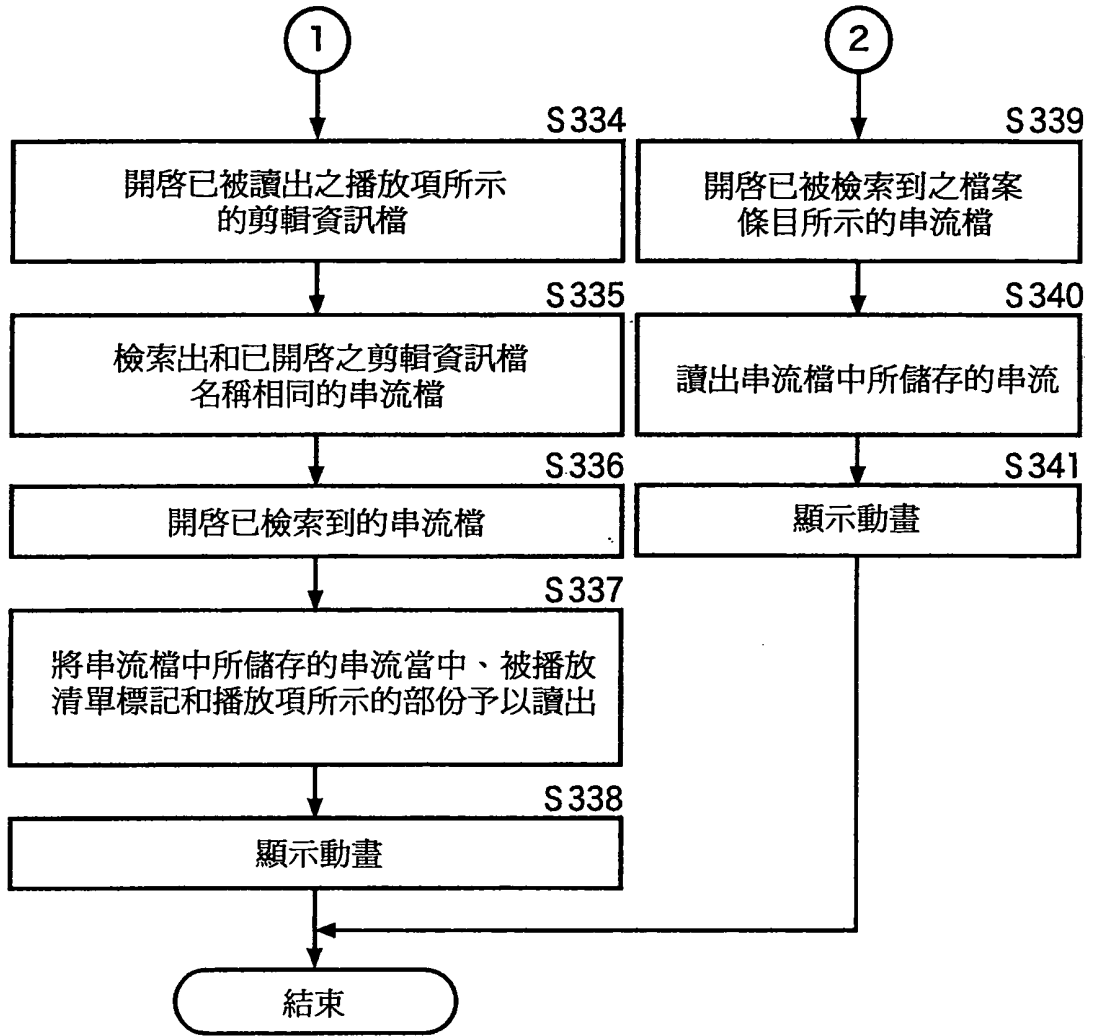 1
S334
開啓已被讀出之播放項所示
的剪輯資訊檔
S335
檢索出和已開啓之剪輯資訊檔
名稱相同的串流檔
S336
開啓已檢索到的串流檔
S337
將串流檔中所儲存的串流當中、被播放
清單標記和播放項所示的部份予以讀出
S338
顯示動畫
結束
2
S339
開啓已被檢索到之檔案
條目所示的串流檔
S340
讀出串流檔中所儲存的串流
S341
顯示動畫